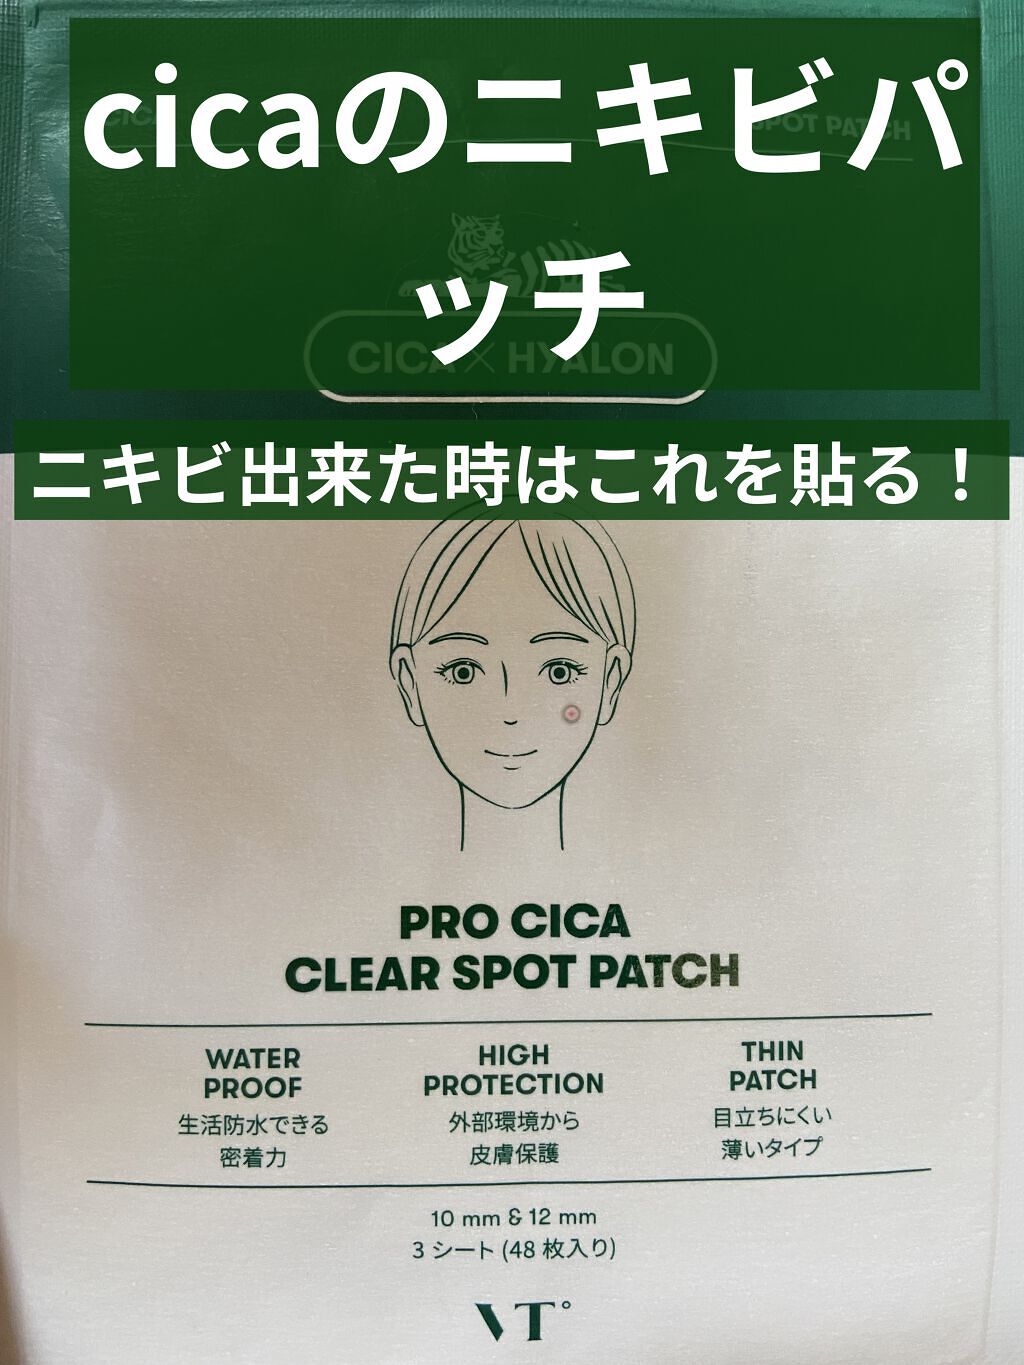 cicaのニキビパ
ッチ
CICA
SPOT PATCH
CICA × HYALON
ニキビ出来た時はこれを貼る！
PRO CICA
CLEAR SPOT PATCH
WATER
PROOF
生活防水できる
密着力
HIGH
PROTECTION
外部環境から
皮膚保護
THIN
PATCH
目立ちにくい
薄いタイプ
10 mm & 12 mm
3 シート (48 枚入り)
VT°